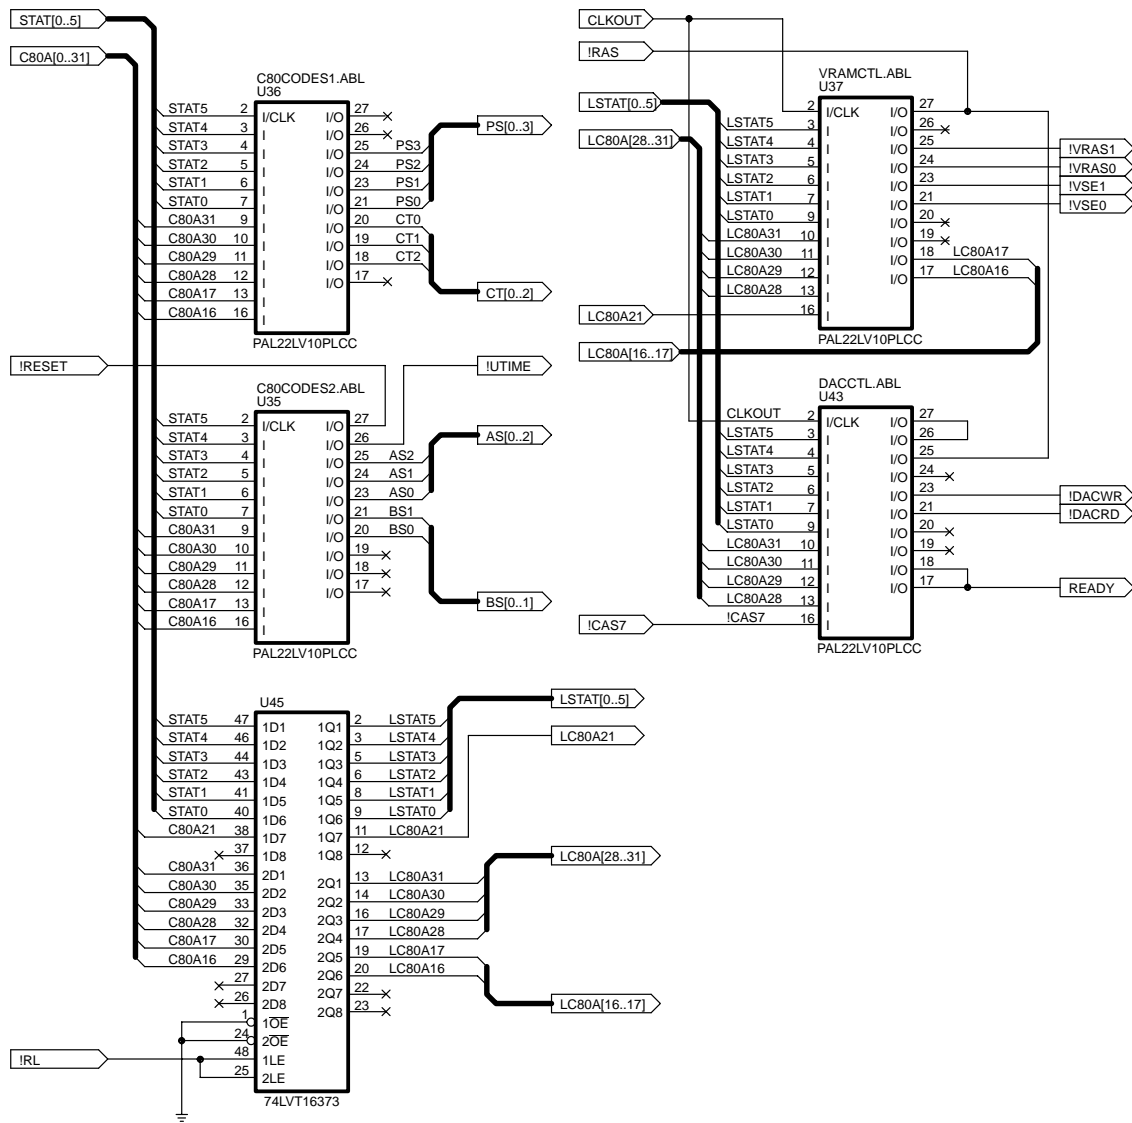 STAT[0..5]
C80A[0..31]
C80CODES1.ABL
U36
STAT5 2 I/CLK I/O 27
STAT4 3 I I/O 26
STAT3 4 I I/O 25 PS3
STAT2 5 I I/O 24 PS2
STAT1 6 I I/O 23 PS1
STAT0 7 I I/O 21 PS0
C80A31 9 I I/O 20 CT0
C80A30 10 I I/O 19 CT1
C80A29 11 I I/O 18 CT2
C80A28 12 I I/O 17
C80A17 13 I
C80A16 16 I
PAL22LV10PLCC
PS[0..3]
CT[0..2]
!RESET
!UTIME
C80CODES2.ABL
U35
STAT5 2 I/CLK I/O 27
STAT4 3 I I/O 26
STAT3 4 I I/O 25 AS2
STAT2 5 I I/O 24 AS1
STAT1 6 I I/O 23 AS0
STAT0 7 I I/O 21 BS1
C80A31 9 I I/O 20 BS0
C80A30 10 I I/O 19
C80A29 11 I I/O 18
C80A28 12 I I/O 17
C80A17 13 I
C80A16 16 I
PAL22LV10PLCC
AS[0..2]
BS[0..1]
U45
STAT5 47 1D1 1Q1 2 LSTAT5
STAT4 46 1D2 1Q2 3 LSTAT4
STAT3 44 1D3 1Q3 5 LSTAT3
STAT2 43 1D4 1Q4 6 LSTAT2
STAT1 41 1D5 1Q5 8 LSTAT1
STAT0 40 1D6 1Q6 9 LSTAT0
C80A21 38 1D7 1Q7 11 LC80A21
37 1D8 1Q8 12
C80A31 36 2D1 2Q1 13 LC80A31
C80A30 35 2D2 2Q2 14 LC80A30
C80A29 33 2D3 2Q3 16 LC80A29
C80A28 32 2D4 2Q4 17 LC80A28
C80A17 30 2D5 2Q5 19 LC80A17
C80A16 29 2D6 2Q6 20 LC80A16
27 2D7 2Q7 22
26 2D8 2Q8 23
1 1OE
24 2OE
48 1LE
25 2LE
74LVT16373
!RL
LSTAT[0..5]
LC80A21
LC80A[28..31]
LC80A[16..17]
CLKOUT
!RAS
LSTAT[0..5]
LC80A[28..31]
LC80A21
LC80A[16..17]
VRAMCTL.ABL
U37
2 I/CLK I/O 27
LSTAT5 3 I I/O 26
LSTAT4 4 I I/O 25
LSTAT3 5 I I/O 24
LSTAT2 6 I I/O 23
LSTAT1 7 I I/O 21
LSTAT0 9 I I/O 20
LC80A31 10 I I/O 19
LC80A30 11 I I/O 18 LC80A17
LC80A29 12 I I/O 17 LC80A16
LC80A28 13 I
16 I
PAL22LV10PLCC
!VRAS1
!VRAS0
!VSE1
!VSE0
DACCTL.ABL
U43
CLKOUT 2 I/CLK I/O 27
LSTAT5 3 I I/O 26
LSTAT4 4 I I/O 25
LSTAT3 5 I I/O 24
LSTAT2 6 I I/O 23
LSTAT1 7 I I/O 21
LSTAT0 9 I I/O 20
LC80A31 10 I I/O 19
LC80A30 11 I I/O 18
LC80A29 12 I I/O 17
LC80A28 13 I
!CAS7 !CAS7 16 I
PAL22LV10PLCC
!DACWR
!DACRD
READY